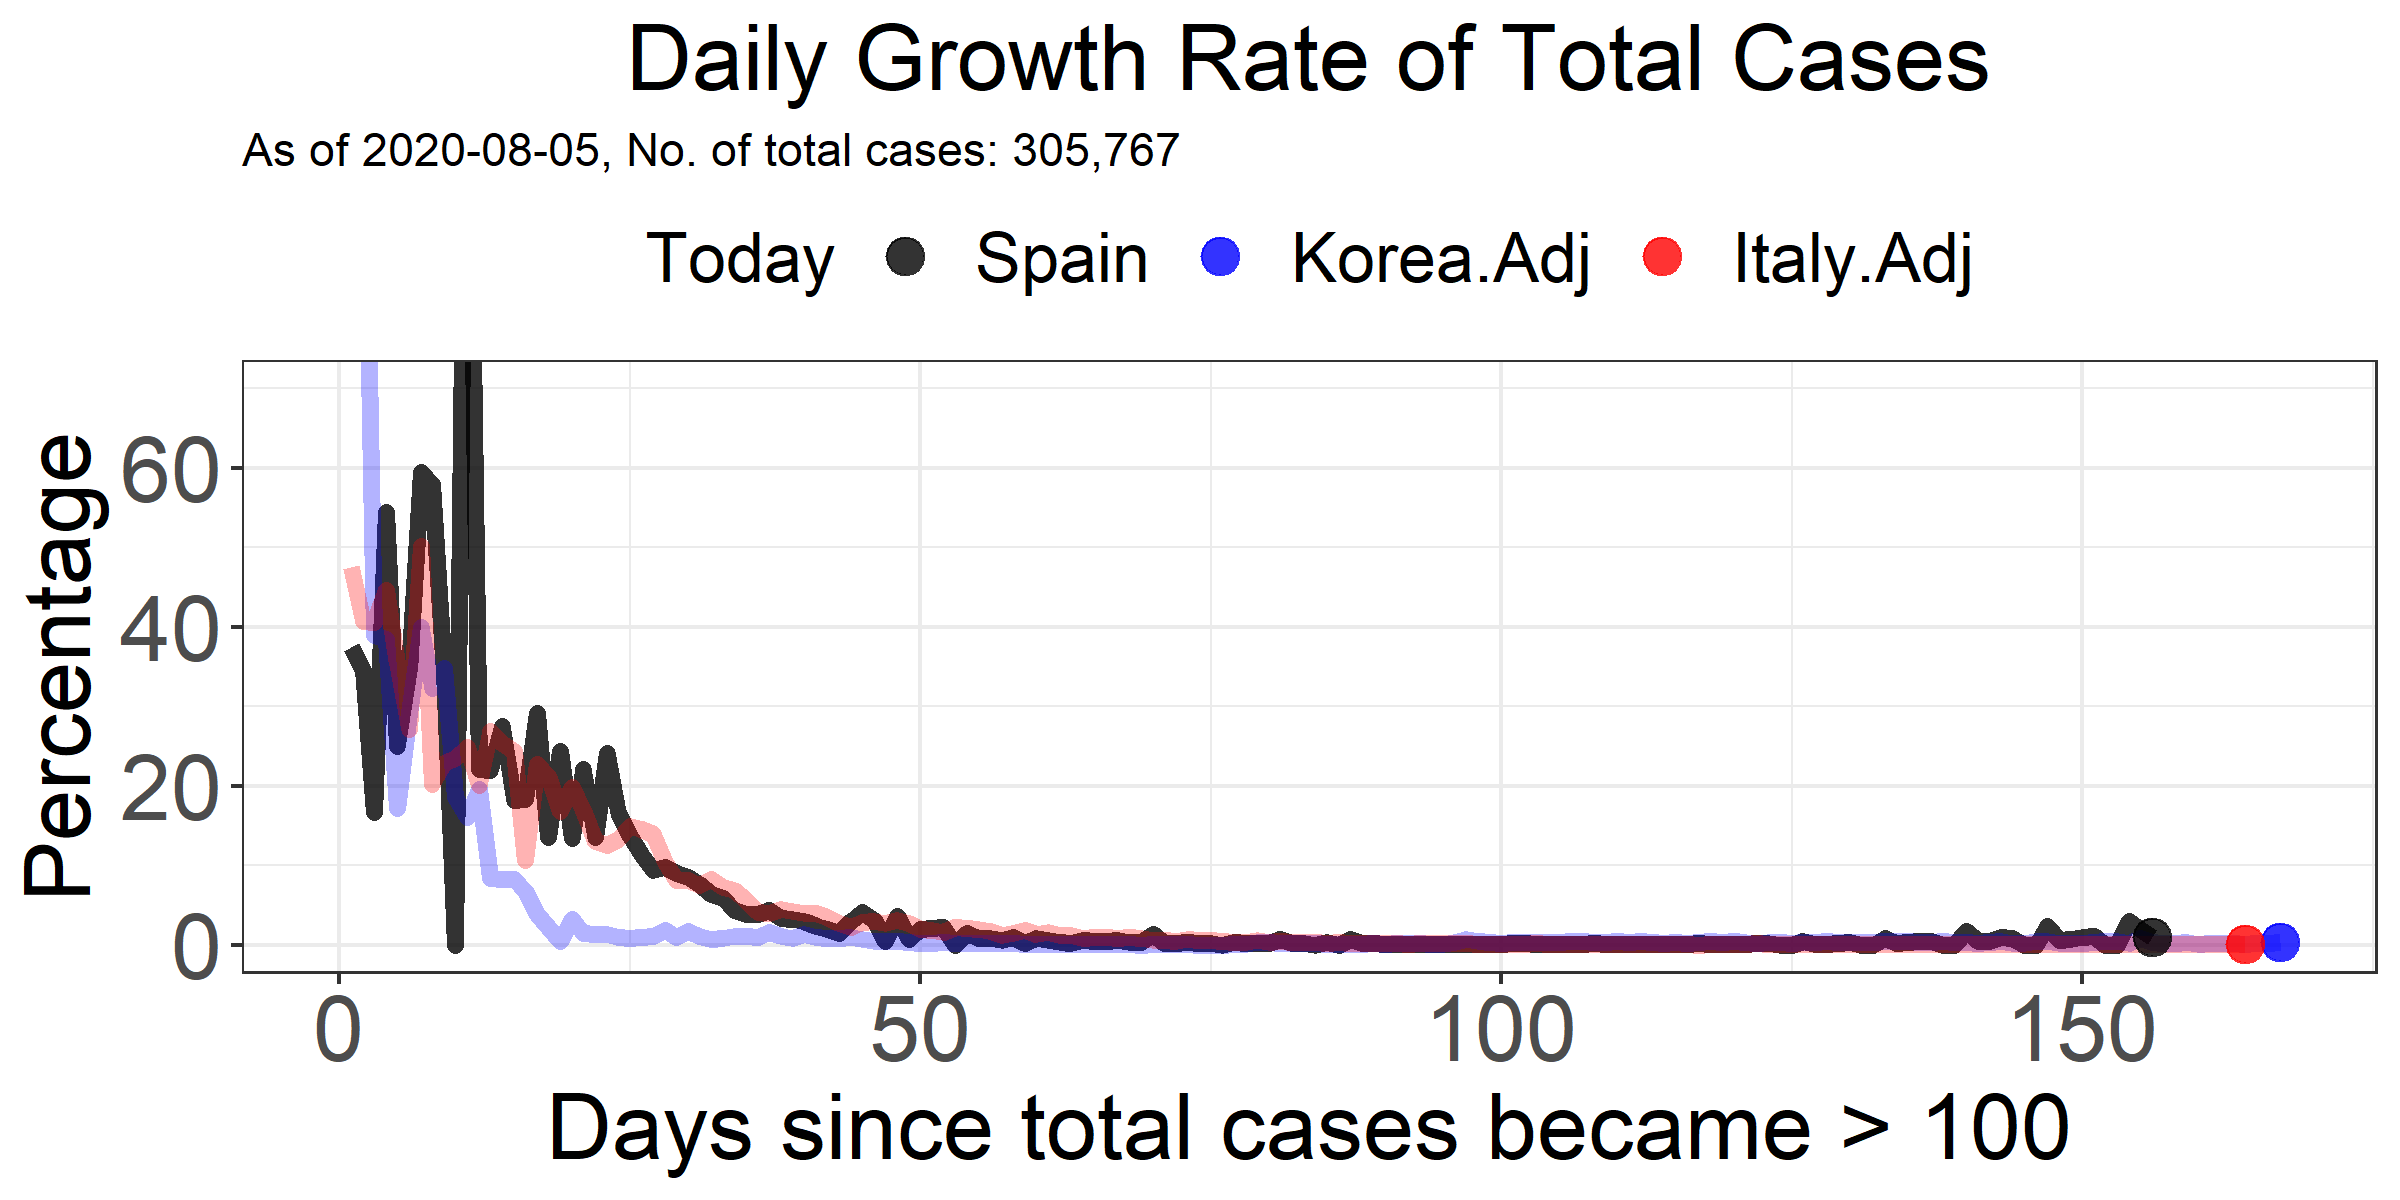 Daily Growth Rate of Total Cases
As of 2020-08-05, No. of total cases: 305,767
Today Spain Korea.Adj Italy.Adj
Percentage
60
40
20
0
0 50 100 150
Days since total cases became > 100